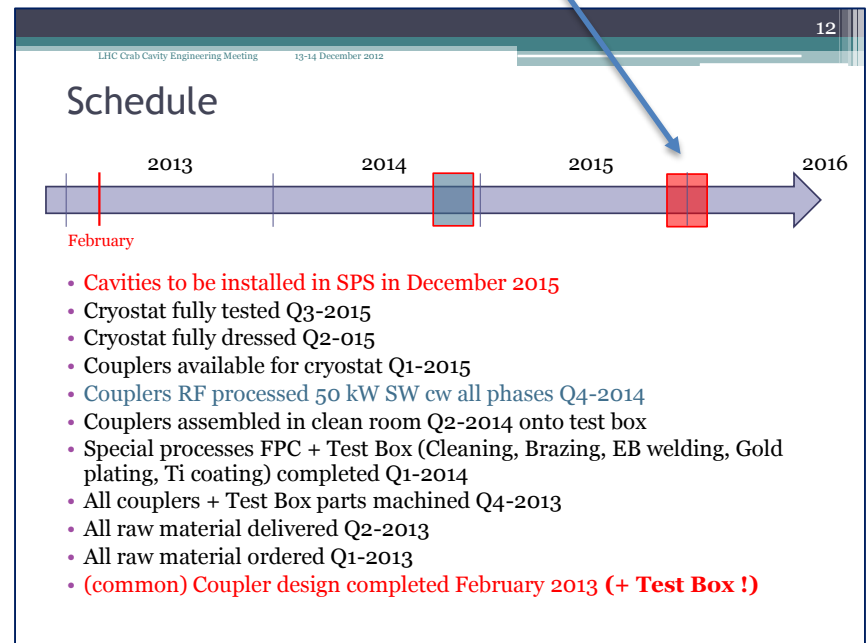 12
LHC Crab Cavity Engineering Meeting 13-14 December 2012
Schedule
2013 2014 2015 2016
February
• Cavities to be installed in SPS in December 2015
• Cryostat fully tested Q3-2015
• Cryostat fully dressed Q2-015
• Couplers available for cryostat Q1-2015
• Couplers RF processed 50 kW SW cw all phases Q4-2014
• Couplers assembled in clean room Q2-2014 onto test box
• Special processes FPC + Test Box (Cleaning, Brazing, EB welding, Gold
plating, Ti coating) completed Q1-2014
• All couplers + Test Box parts machined Q4-2013
• All raw material delivered Q2-2013
• All raw material ordered Q1-2013
• (common) Coupler design completed February 2013 (+ Test Box !)